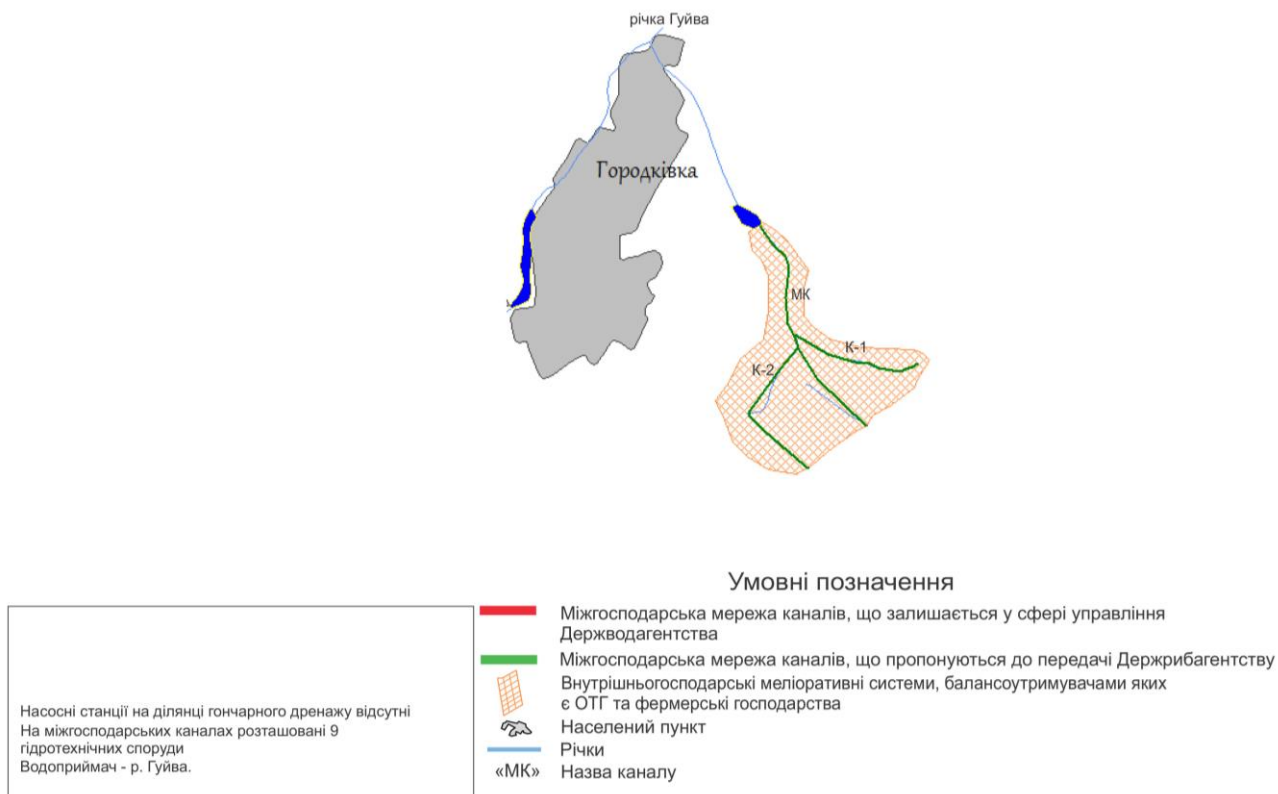 річка Гуйва
Городківка
МК
К-1
К-2
Умовні позначення
Міжгосподарська мережа каналів, що залишається у сфері управління
Держводагентства
Міжгосподарська мережа каналів, що пропонуються до передачі Держрибагентству
Внутрішньогосподарські меліоративні системи, балансоутримувачами яких
є ОТГ та фермерські господарства
Населений пункт
Річки
«МК» Назва каналу
Насосні станції на ділянці гончарного дренажу відсутні
На міжгосподарських каналах розташовані 9
гідротехнічних споруди
Водоприймач - р. Гуйва.